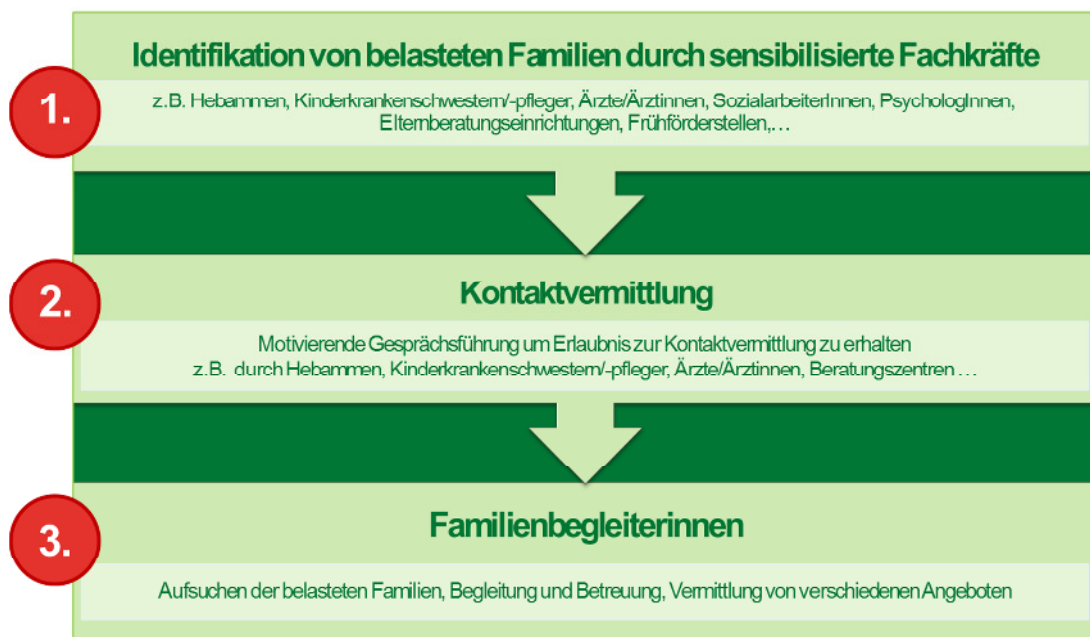 Identifikation von belasteten Familien durch sensibilisierte Fachkräfte
1.
z.B. Hebammen, Kinderkrankenschwestern/-pfleger, Ärzte/Ärztinnen, SozialarbeiterInnen, PsychologInnen,
Elternberatungseinrichtungen, Frühförderstellen,…
2.
Kontaktvermittlung
Motivierende Gesprächsführung um Erlaubnis zur Kontaktvermittlung zu erhalten
z.B. durch Hebammen, Kinderkrankenschwestern/-pfleger, Ärzte/Ärztinnen, Beratungszentren …
3.
Familienbegleiterinnen
Aufsuchen der belasteten Familien, Begleitung und Betreuung, Vermittlung von verschiedenen Angeboten